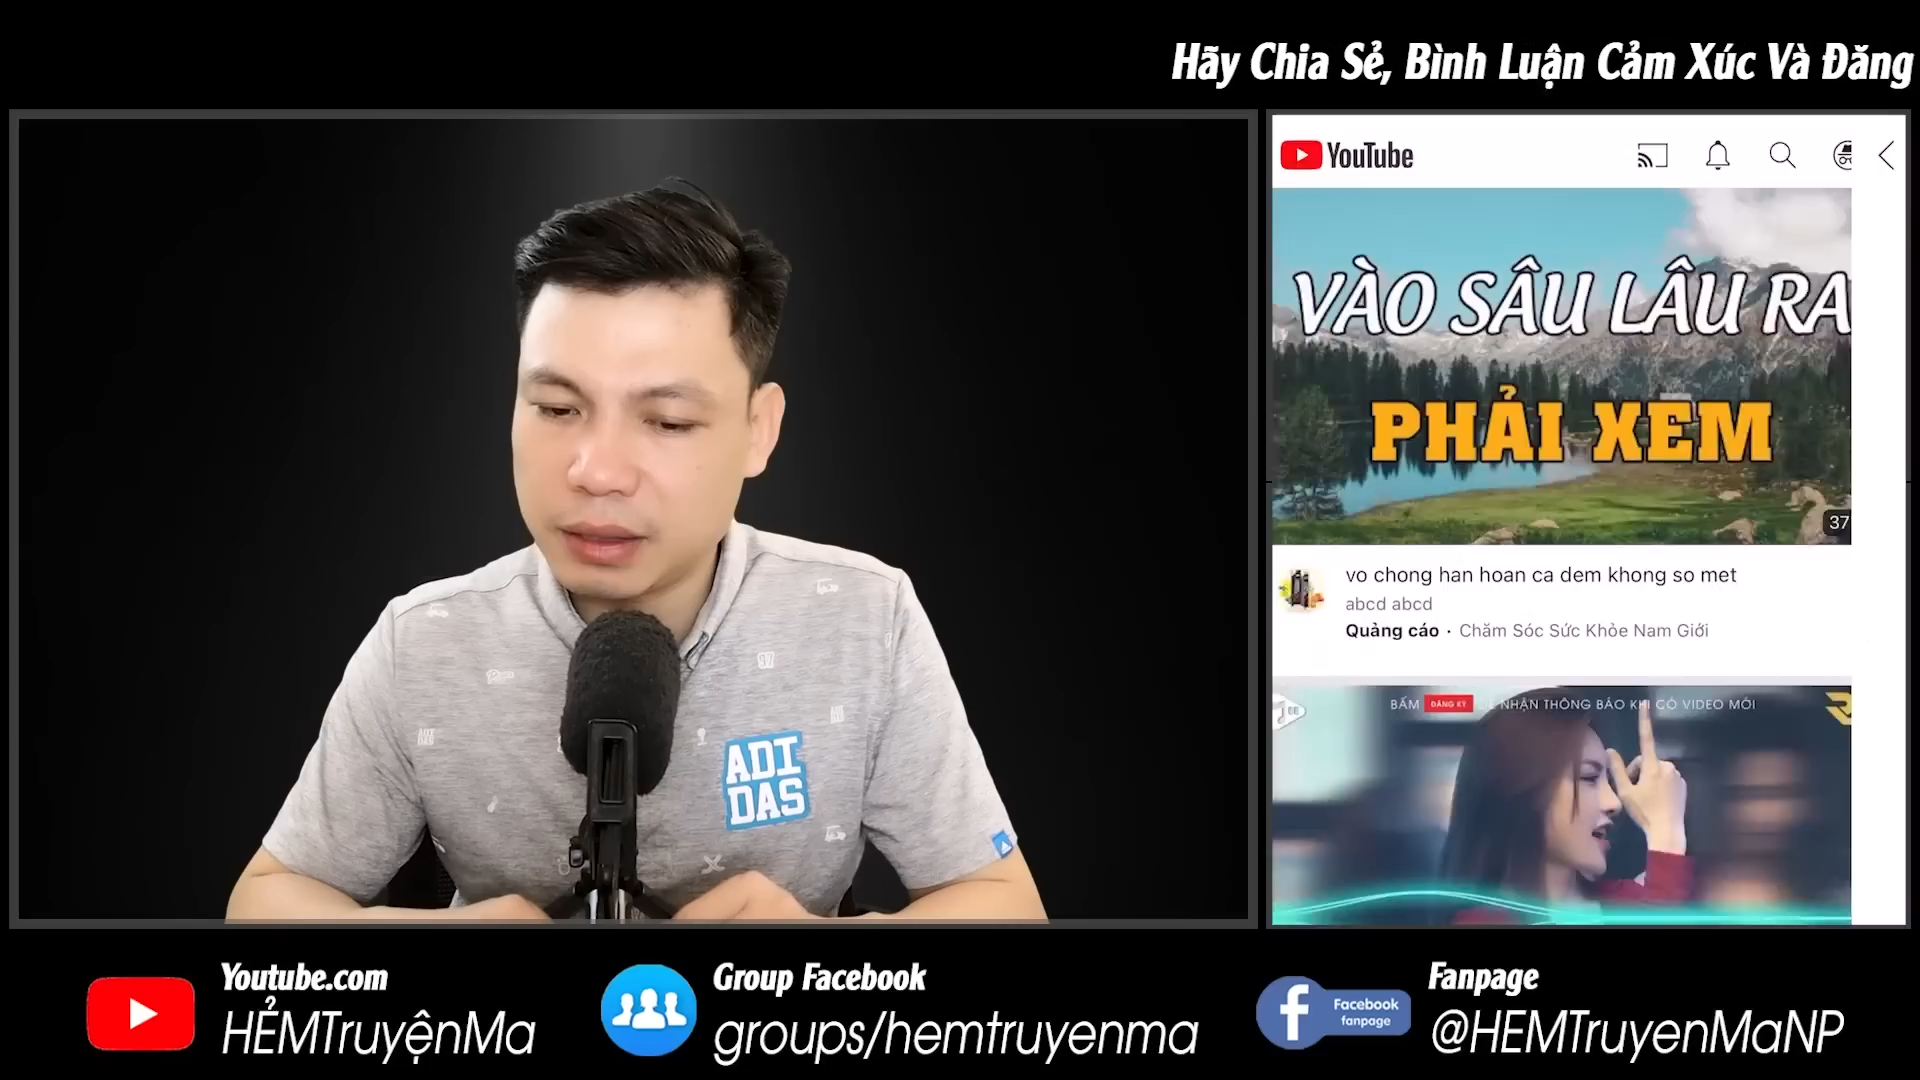 Hãy Chia Sẻ, Bình Luận Cảm Xúc Và Đăng
YouTube
VÀO SÂU LÂU RA
PHẢI XEM
37
vo chong han hoan ca dem khong so met
abcd abcd
Quảng cáo · Chăm Sóc Sức Khỏe Nam Giới
BẤM ĐĂNG KÝ NHẬN THÔNG BÁO KHI CÓ VIDEO MỚI
97
ADI
DAS
Youtube.com
HẺMTruyệnMa
Group Facebook
groups/hemtruyenma
Facebook
fanpage
Fanpage
@HEMTruyenMaNP